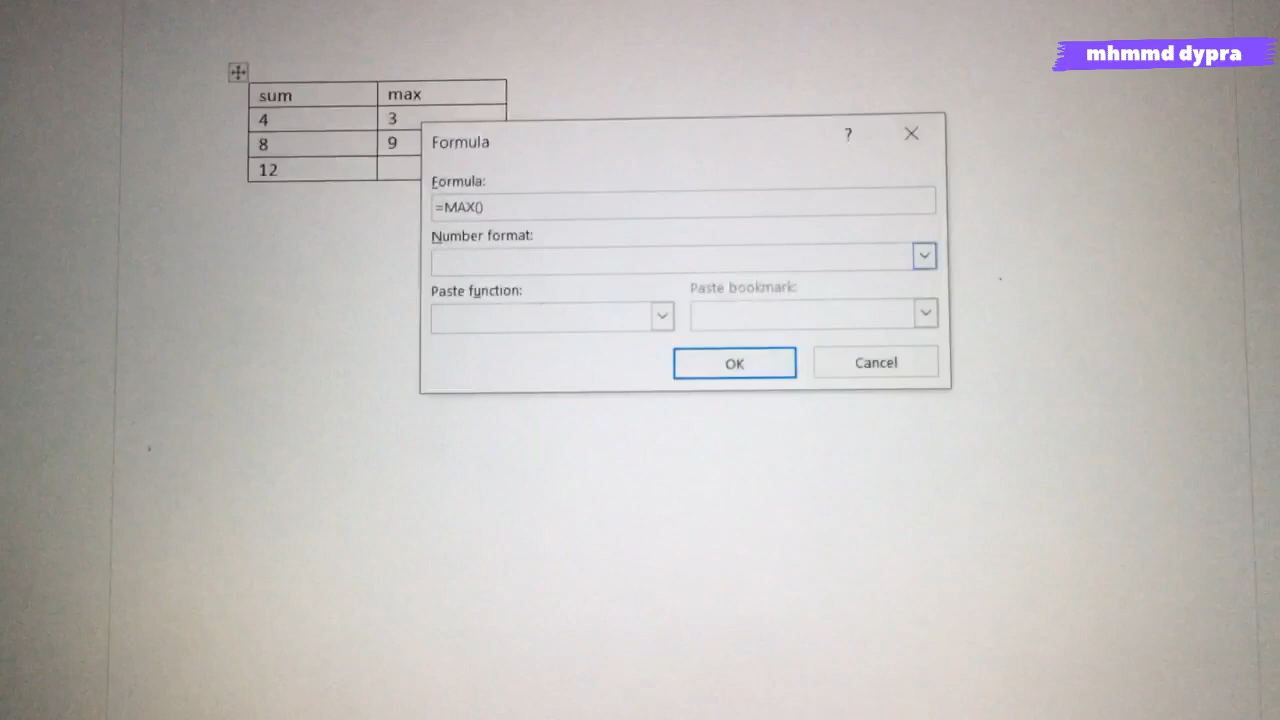 mhmmd dypra
sum max
4 3
8 9
12
Formula ?
Formula:
=MAX()
Number format:
Paste function: Paste bookmark:
OK Cancel